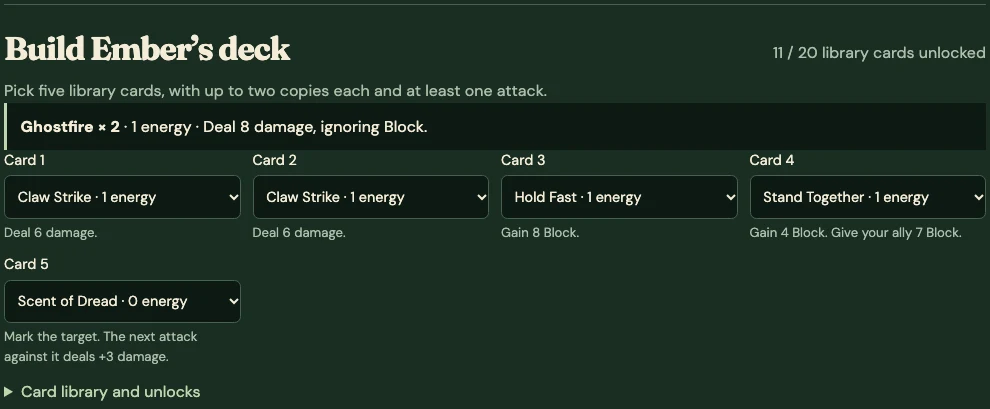 Build Ember's deck
11 / 20 library cards unlocked
Pick five library cards, with up to two copies each and at least one attack.
Ghostfire × 2 · 1 energy · Deal 8 damage, ignoring Block.
Card 1
Claw Strike · 1 energy
Deal 6 damage.
Card 2
Claw Strike · 1 energy
Deal 6 damage.
Card 3
Hold Fast · 1 energy
Gain 8 Block.
Card 4
Stand Together · 1 energy
Gain 4 Block. Give your ally 7 Block.
Card 5
Scent of Dread · 0 energy
Mark the target. The next attack
against it deals +3 damage.
Card library and unlocks